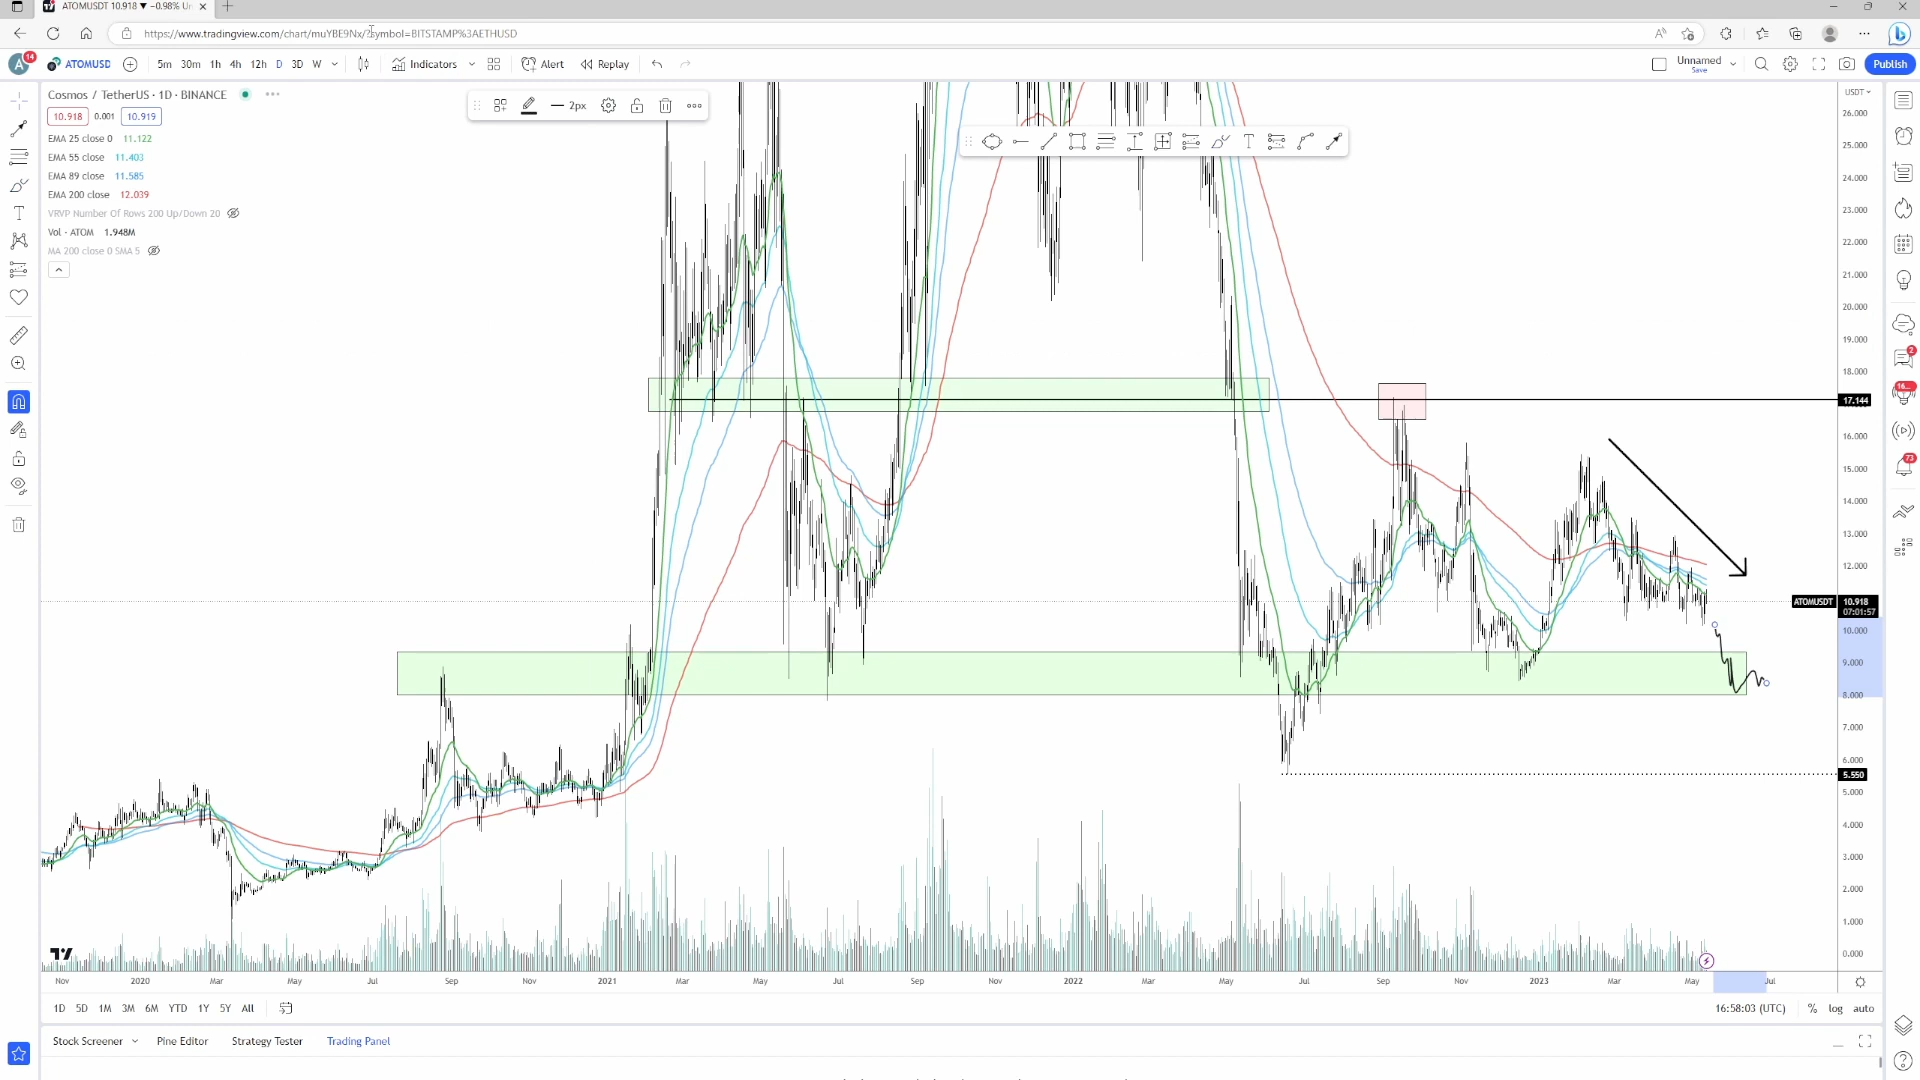 ATOMUSDT 10.918 ▼ −0.98% Un
https://www.tradingview.com/chart/muYBE9Nx/?symbol=BITSTAMP%3AETHUSD
A 14 ATOMUSD 5m 30m 1h 4h 12h D 3D W Indicators Alert Replay Unnamed Save Publish
Cosmos / TetherUS · 1D · BINANCE
10.918 0.001 10.919
2px
EMA 25 close 0 11.122
EMA 55 close 11.403
EMA 89 close 11.585
EMA 200 close 12.039
VRVP Number Of Rows 200 Up/Down 20
Vol · ATOM 1.948M
MA 200 close 0 SMA 5
USDT
26.000
25.000
24.000
23.000
22.000
21.000
20.000
19.000
18.000
17.144
16.000
15.000
14.000
13.000
12.000
ATOMUSDT 10.918
07:01:57
10.000
9.000
8.000
7.000
6.000
5.550
5.000
4.000
3.000
2.000
1.000
0.000
2
16
73
Nov 2020 Mar May Jul Sep Nov 2021 Mar May Jul Sep Nov 2022 Mar May Jul Sep Nov 2023 Mar May Jul
1D 5D 1M 3M 6M YTD 1Y 5Y All 16:58:03 (UTC) % log auto
Stock Screener Pine Editor Strategy Tester Trading Panel